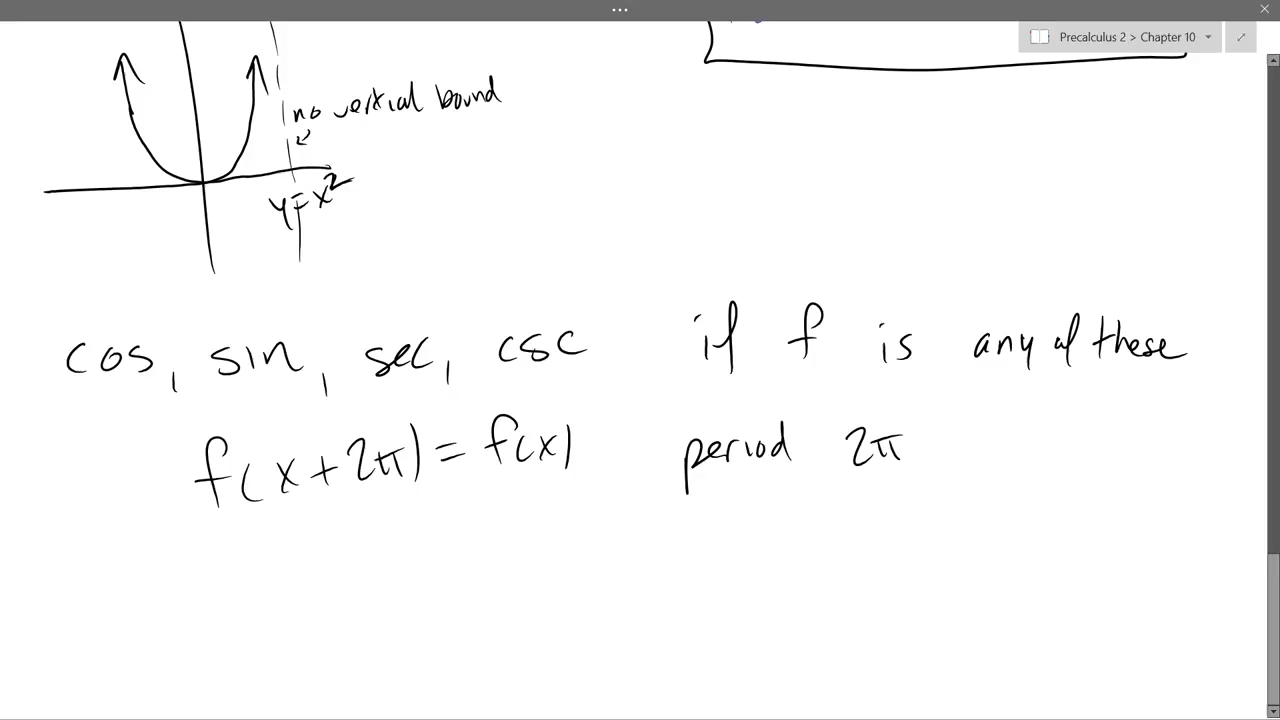 Precalculus 2 > Chapter 10
no vertical bound
y = x²
cos, sin, sec, csc if f is any of these
f(x + 2π) = f(x) period 2π